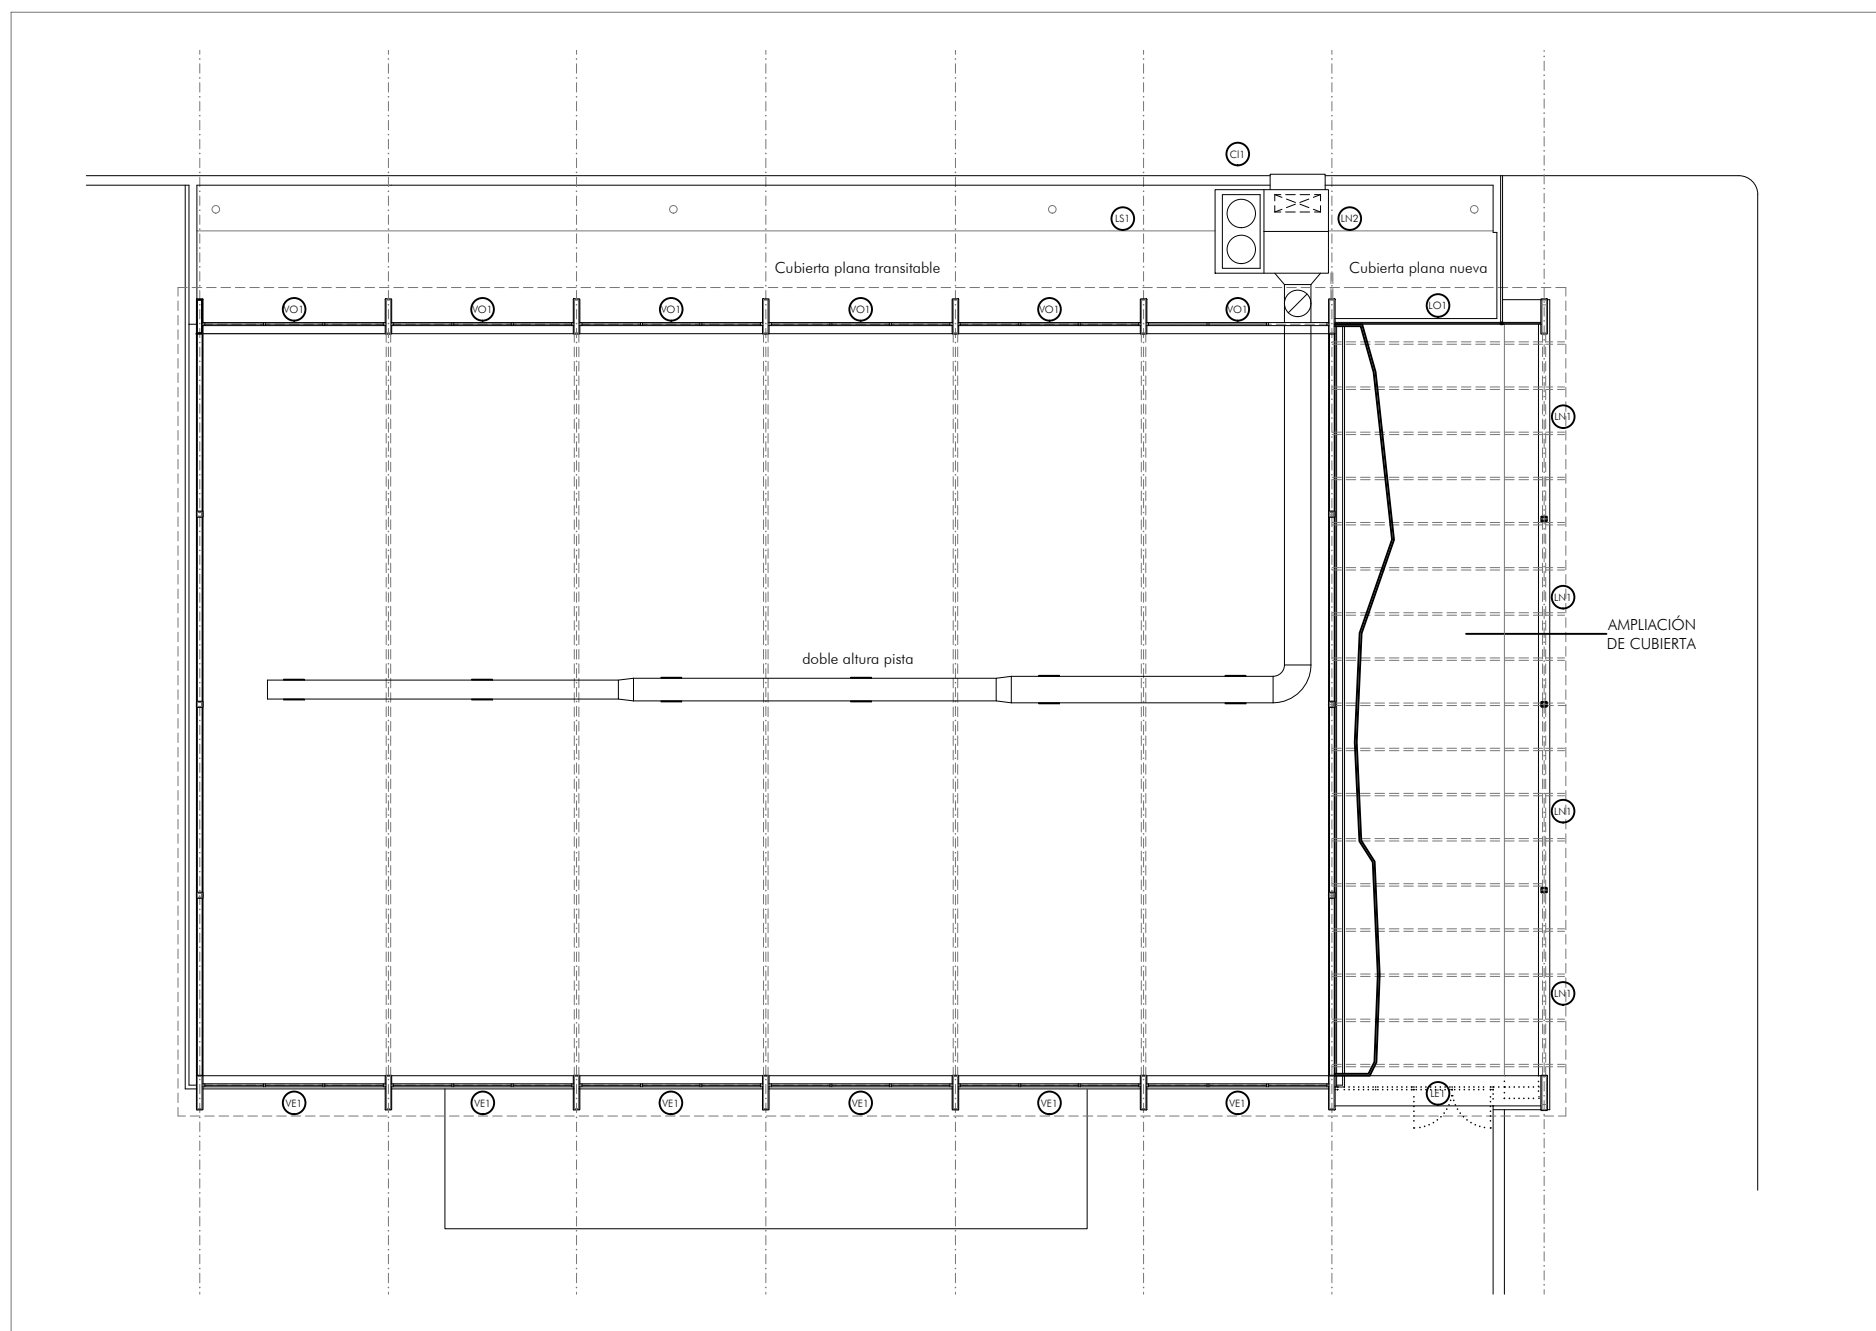 CI1
LS1
LN2
Cubierta plana transitable
Cubierta plana nueva
VO1
VO1
VO1
VO1
VO1
VO1
LO1
LN1
LN1
AMPLIACIÓN
DE CUBIERTA
doble altura pista
LN1
LN1
VE1
VE1
VE1
VE1
VE1
VE1
LE1